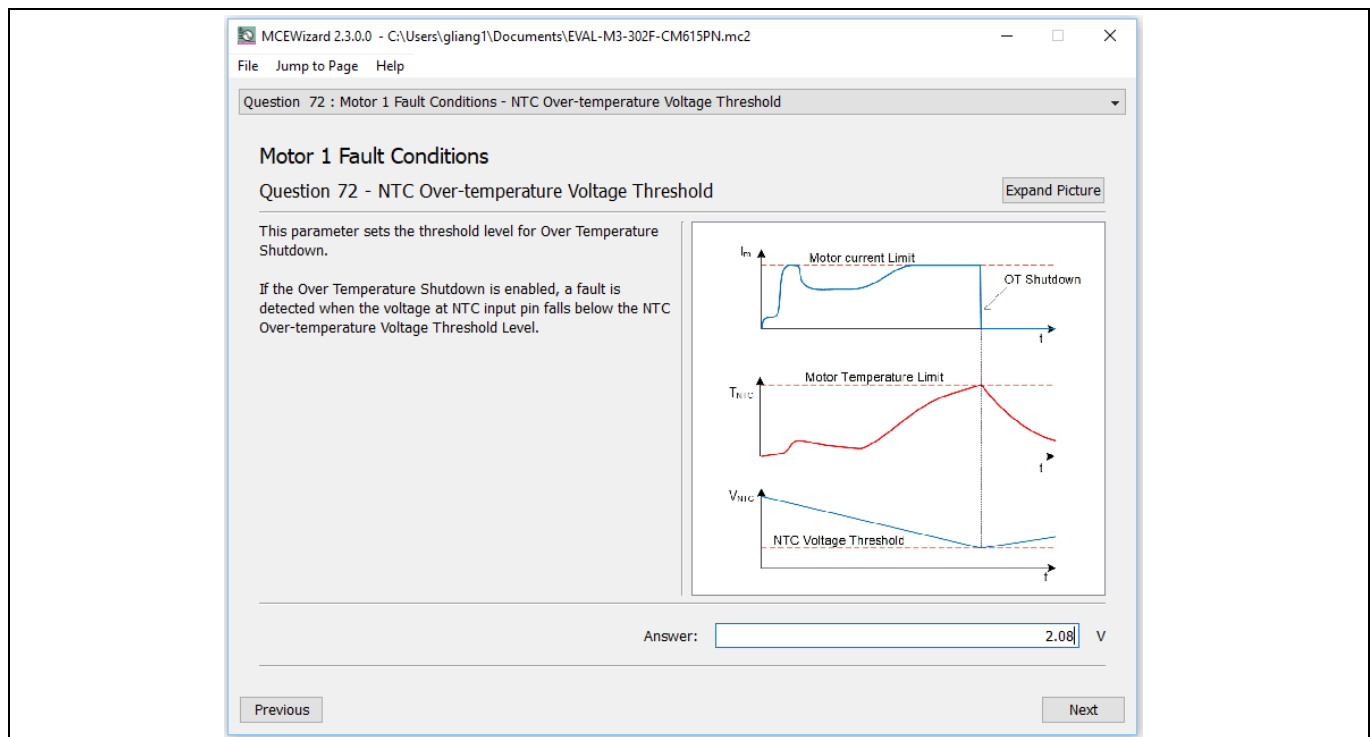 MCEWizard 2.3.0.0 - C:\Users\gliang1\Documents\EVAL-M3-302F-CM615PN.mc2
File Jump to Page Help
Question 72 : Motor 1 Fault Conditions - NTC Over-temperature Voltage Threshold
Motor 1 Fault Conditions
Question 72 - NTC Over-temperature Voltage Threshold
Expand Picture
This parameter sets the threshold level for Over Temperature
Shutdown.
If the Over Temperature Shutdown is enabled, a fault is
detected when the voltage at NTC input pin falls below the NTC
Over-temperature Voltage Threshold Level.
Im
Motor current Limit
OT Shutdown
t
Motor Temperature Limit
TNTC
t
VNTC
NTC Voltage Threshold
t
Answer: 2.08 V
Previous
Next